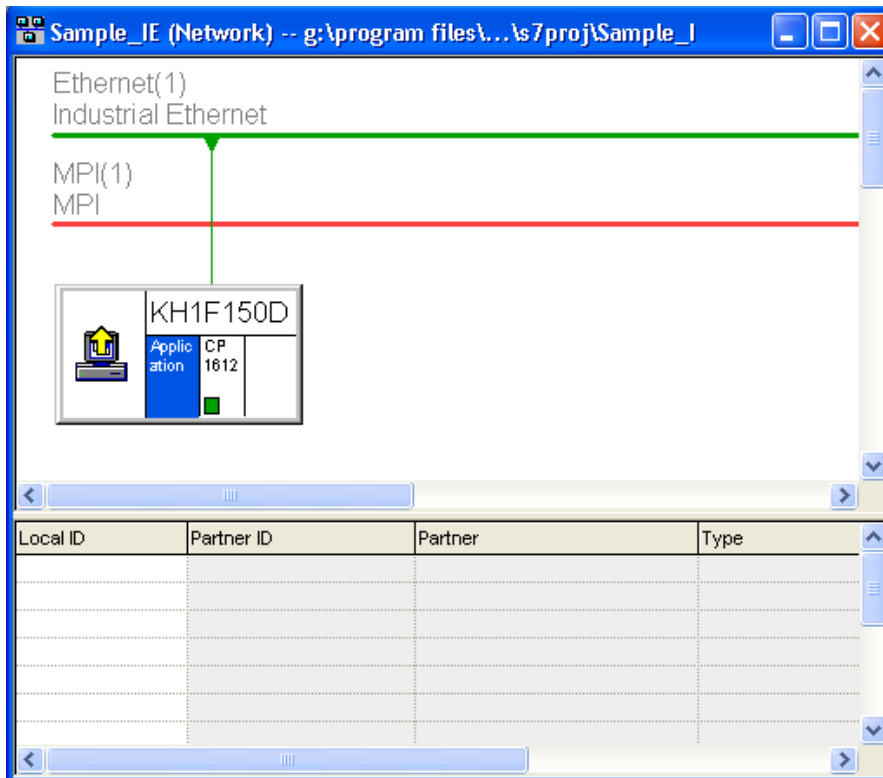 Sample_IE (Network) -- g:\program files\...\s7proj\Sample_I
Ethernet(1)
Industrial Ethernet
MPI(1)
MPI
KH1F150D
Applic
ation
CP
1612
Local ID Partner ID Partner Type